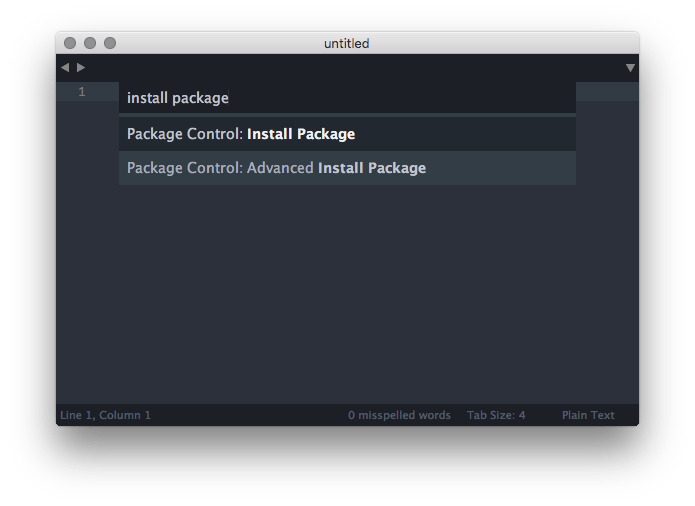 untitled
1
install package
Package Control: Install Package
Package Control: Advanced Install Package
Line 1, Column 1 0 misspelled words Tab Size: 4 Plain Text